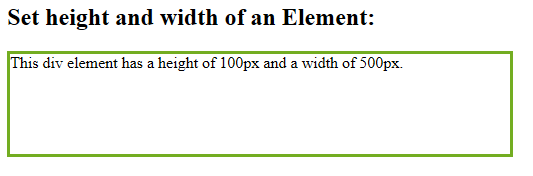 Set height and width of an Element:
This div element has a height of 100px and a width of 500px.